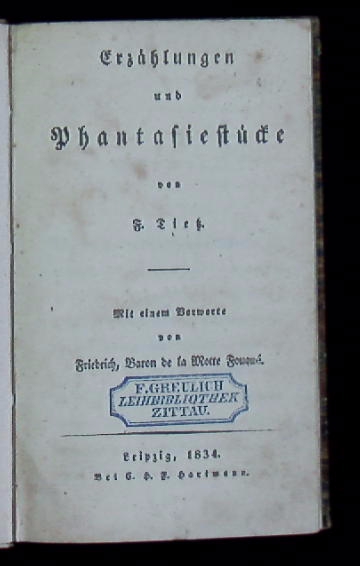 Erzählungen
und
Phantasiestücke
von
F. Tietz.
Mit einem Vorworte
von
Friedrich, Baron de la Motte Fouqué.
F. GREULICH
LEIHBIBLIOTHEK
ZITTAU.
Leipzig, 1834.
Bei C. H. F. Hartmann.